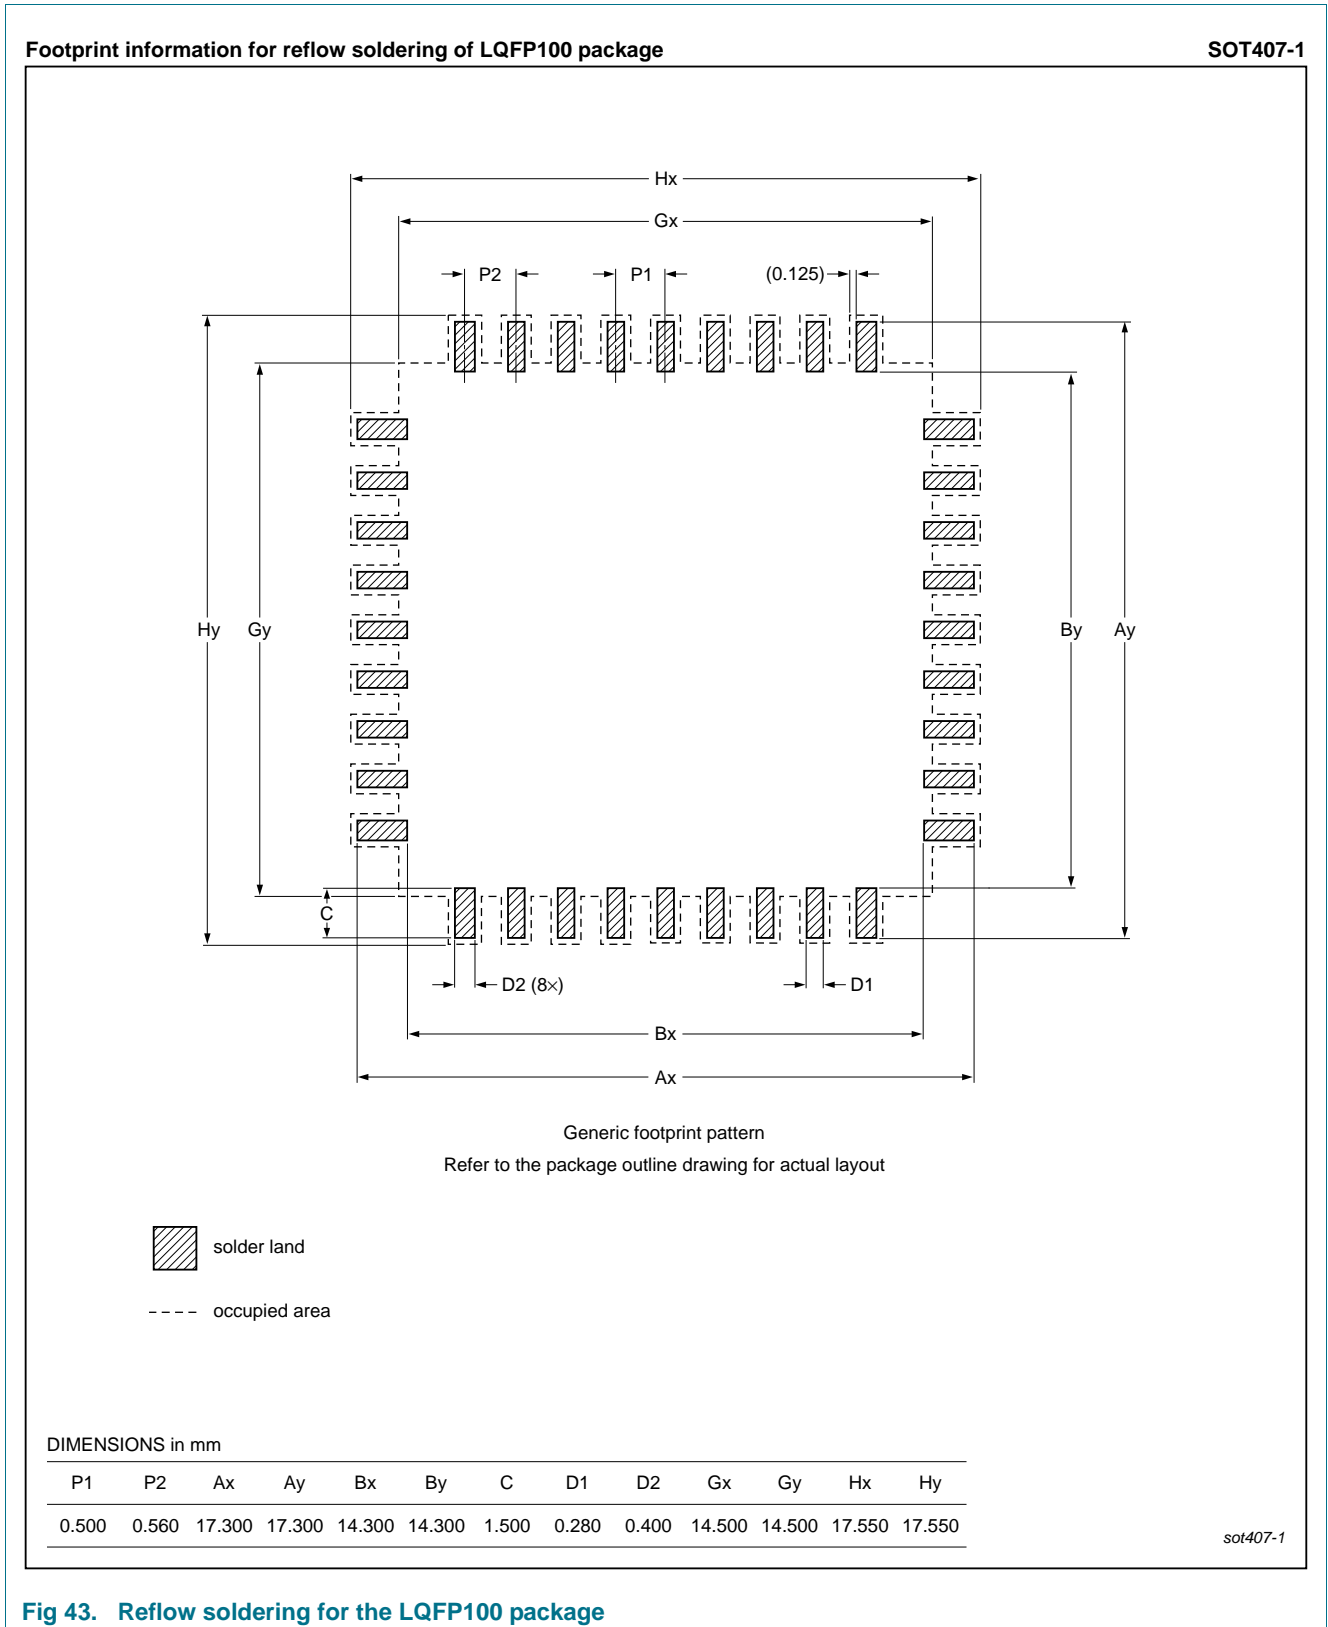 Footprint information for reflow soldering of LQFP100 package SOT407-1
Hx
Gx
P2 P1 (0.125)
Hy Gy By Ay
C
D2 (8×) D1
Bx
Ax
Generic footprint pattern
Refer to the package outline drawing for actual layout
solder land
occupied area
DIMENSIONS in mm
P1 P2 Ax Ay Bx By C D1 D2 Gx Gy Hx Hy
0.500 0.560 17.300 17.300 14.300 14.300 1.500 0.280 0.400 14.500 14.500 17.550 17.550
sot407-1
Fig 43. Reflow soldering for the LQFP100 package